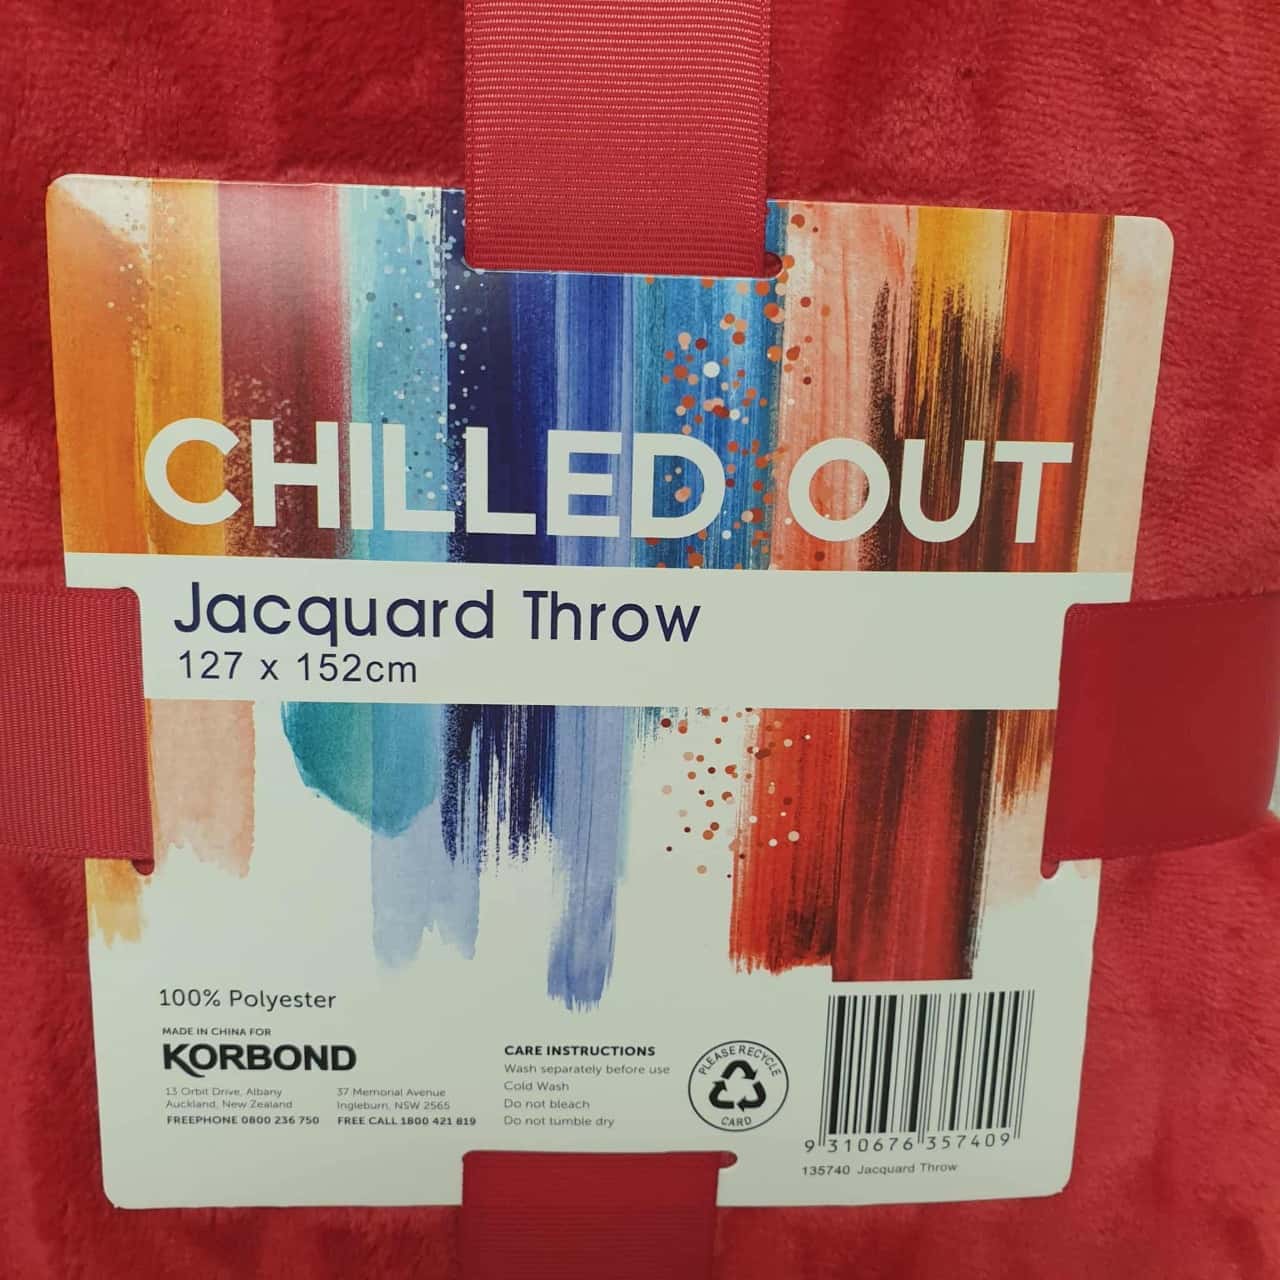 CHILLED OUT
Jacquard Throw
127 x 152cm
100% Polyester
MADE IN CHINA FOR
KORBOND
13 Orbit Drive, Albany
Auckland, New Zealand
FREEPHONE 0800 236 750
37 Memorial Avenue
Ingleburn, NSW 2565
FREE CALL 1800 421 819
CARE INSTRUCTIONS
Wash separately before use
Cold Wash
Do not bleach
Do not tumble dry
PLEASE RECYCLE
CARD
9 310676 357409
135740 Jacquard Throw